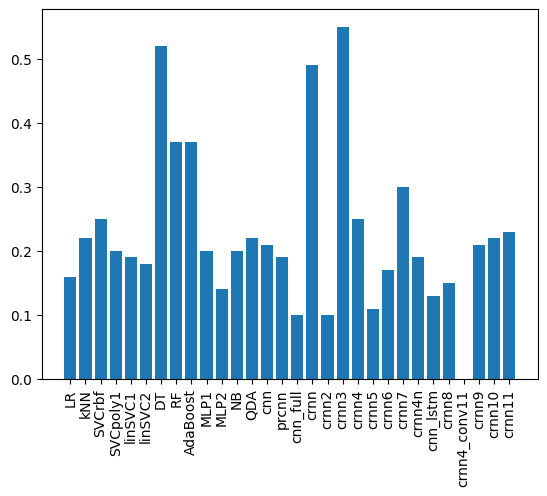 0.5
0.4
0.3
0.2
0.1
0.0
LR
kNN
SVCrbf
SVCpoly1
linSVC1
linSVC2
DT
RF
AdaBoost
MLP1
MLP2
NB
QDA
cnn
prcnn
cnn_full
crnn
crnn2
crnn3
crnn4
crnn5
crnn6
crnn7
crnn4n
cnn_lstm
crnn8
crnn4_conv11
crnn9
crnn10
crnn11